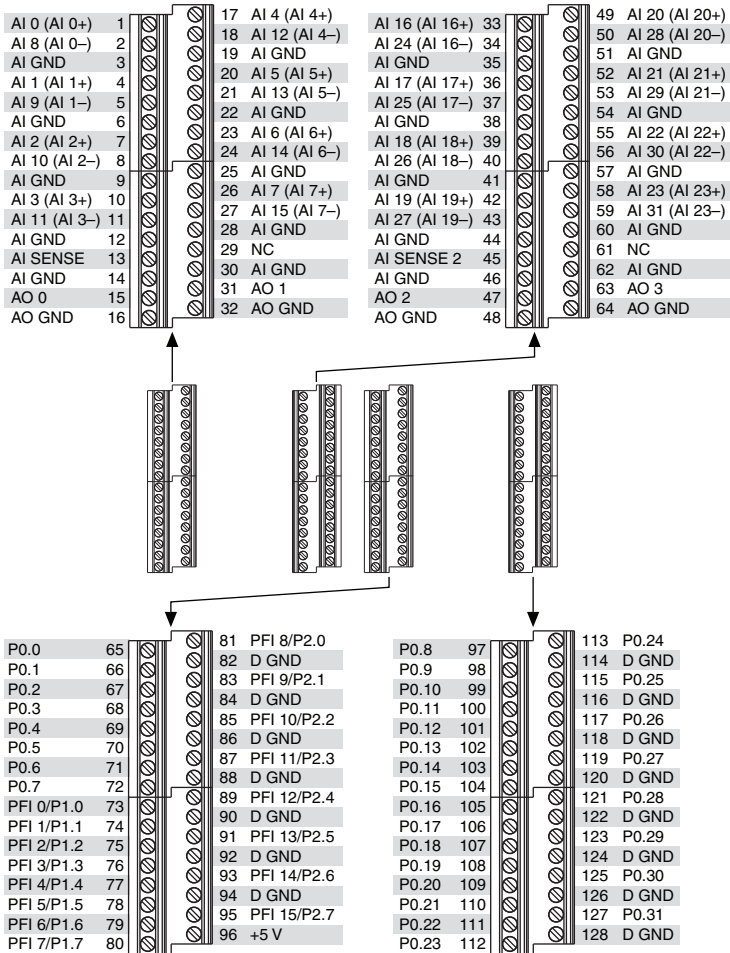 AI 0 (AI 0+) 1
AI 8 (AI 0–) 2
AI GND 3
AI 1 (AI 1+) 4
AI 9 (AI 1–) 5
AI GND 6
AI 2 (AI 2+) 7
AI 10 (AI 2–) 8
AI GND 9
AI 3 (AI 3+) 10
AI 11 (AI 3–) 11
AI GND 12
AI SENSE 13
AI GND 14
AO 0 15
AO GND 16
17 AI 4 (AI 4+)
18 AI 12 (AI 4–)
19 AI GND
20 AI 5 (AI 5+)
21 AI 13 (AI 5–)
22 AI GND
23 AI 6 (AI 6+)
24 AI 14 (AI 6–)
25 AI GND
26 AI 7 (AI 7+)
27 AI 15 (AI 7–)
28 AI GND
29 NC
30 AI GND
31 AO 1
32 AO GND
AI 16 (AI 16+) 33
AI 24 (AI 16–) 34
AI GND 35
AI 17 (AI 17+) 36
AI 25 (AI 17–) 37
AI GND 38
AI 18 (AI 18+) 39
AI 26 (AI 18–) 40
AI GND 41
AI 19 (AI 19+) 42
AI 27 (AI 19–) 43
AI GND 44
AI SENSE 2 45
AI GND 46
AO 2 47
AO GND 48
49 AI 20 (AI 20+)
50 AI 28 (AI 20–)
51 AI GND
52 AI 21 (AI 21+)
53 AI 29 (AI 21–)
54 AI GND
55 AI 22 (AI 22+)
56 AI 30 (AI 22–)
57 AI GND
58 AI 23 (AI 23+)
59 AI 31 (AI 23–)
60 AI GND
61 NC
62 AI GND
63 AO 3
64 AO GND
P0.0 65
P0.1 66
P0.2 67
P0.3 68
P0.4 69
P0.5 70
P0.6 71
P0.7 72
PFI 0/P1.0 73
PFI 1/P1.1 74
PFI 2/P1.2 75
PFI 3/P1.3 76
PFI 4/P1.4 77
PFI 5/P1.5 78
PFI 6/P1.6 79
PFI 7/P1.7 80
81 PFI 8/P2.0
82 D GND
83 PFI 9/P2.1
84 D GND
85 PFI 10/P2.2
86 D GND
87 PFI 11/P2.3
88 D GND
89 PFI 12/P2.4
90 D GND
91 PFI 13/P2.5
92 D GND
93 PFI 14/P2.6
94 D GND
95 PFI 15/P2.7
96 +5 V
P0.8 97
P0.9 98
P0.10 99
P0.11 100
P0.12 101
P0.13 102
P0.14 103
P0.15 104
P0.16 105
P0.17 106
P0.18 107
P0.19 108
P0.20 109
P0.21 110
P0.22 111
P0.23 112
113 P0.24
114 D GND
115 P0.25
116 D GND
117 P0.26
118 D GND
119 P0.27
120 D GND
121 P0.28
122 D GND
123 P0.29
124 D GND
125 P0.30
126 D GND
127 P0.31
128 D GND